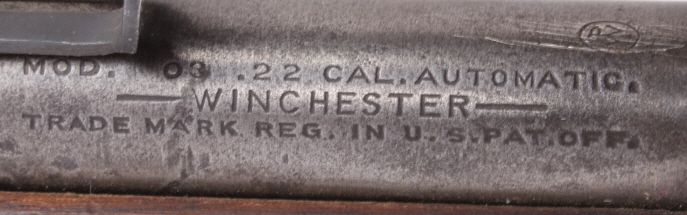 MOD. 03 .22 CAL. AUTOMATIC.
— WINCHESTER —
TRADE MARK REG. IN U.S. PAT. OFF.